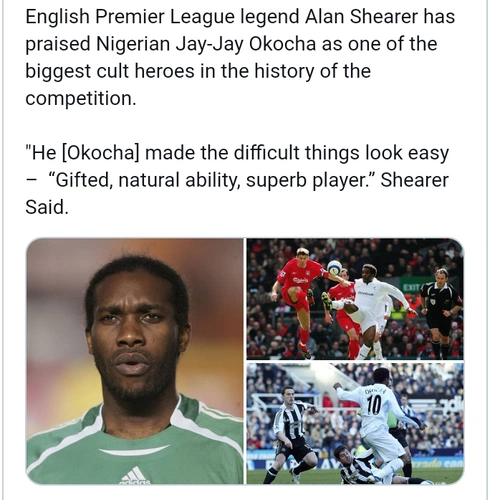 English Premier League legend Alan Shearer has
praised Nigerian Jay-Jay Okocha as one of the
biggest cult heroes in the history of the
competition.
"He [Okocha] made the difficult things look easy
– “Gifted, natural ability, superb player.” Shearer
Said.
EXIT
10
adidas